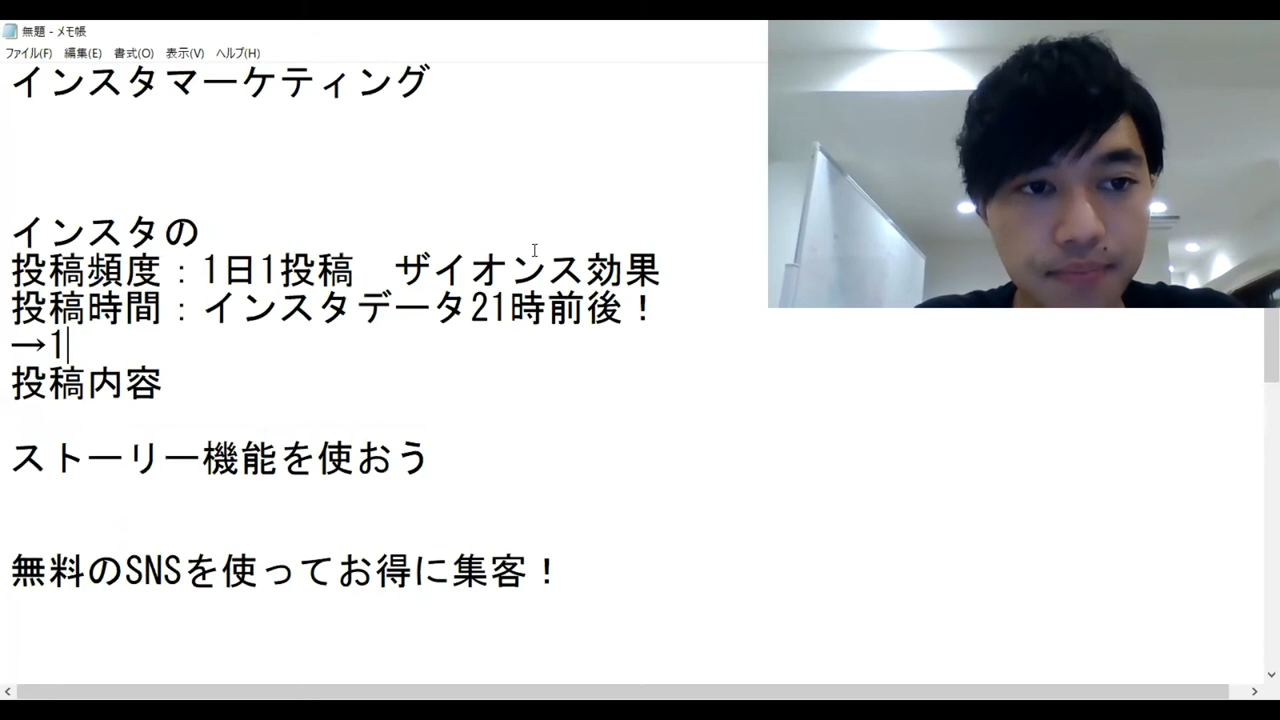 無題 - メモ帳
ファイル(F) 編集(E) 書式(O) 表示(V) ヘルプ(H)
インスタマーケティング
インスタの
投稿頻度：1日1投稿　ザイオンス効果
投稿時間：インスタデータ21時前後！
→1
投稿内容
ストーリー機能を使おう
無料のSNSを使ってお得に集客！